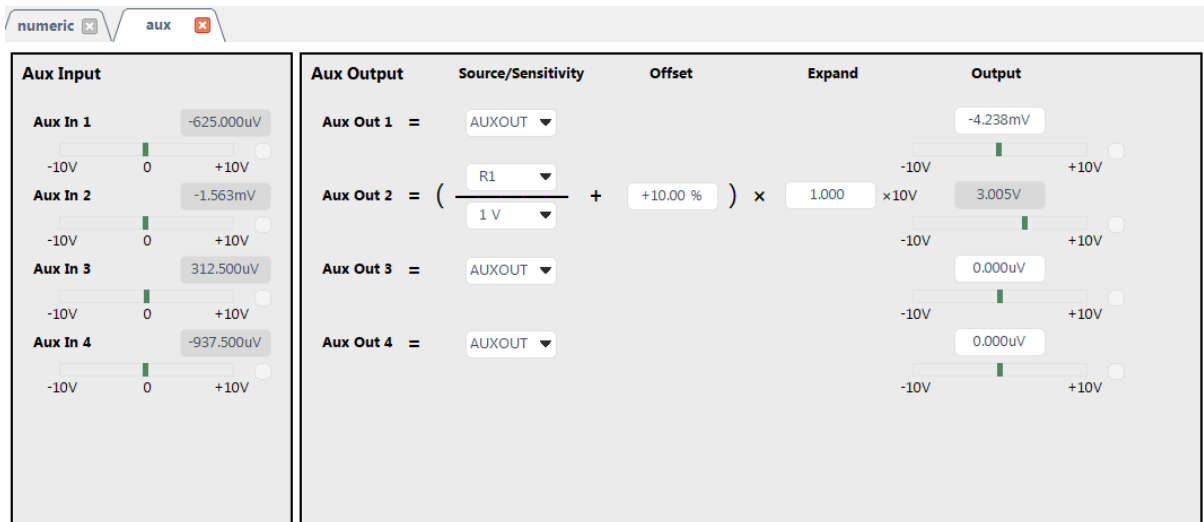 numeric aux
Aux Input
Aux In 1 -625.000uV
-10V 0 +10V
Aux In 2 -1.563mV
-10V 0 +10V
Aux In 3 312.500uV
-10V 0 +10V
Aux In 4 -937.500uV
-10V 0 +10V
Aux Output Source/Sensitivity Offset Expand Output
Aux Out 1 = AUXOUT -4.238mV
-10V +10V
R1
Aux Out 2 = ( + +10.00 % ) × 1.000 ×10V 3.005V
1 V
-10V +10V
Aux Out 3 = AUXOUT 0.000uV
-10V +10V
Aux Out 4 = AUXOUT 0.000uV
-10V +10V